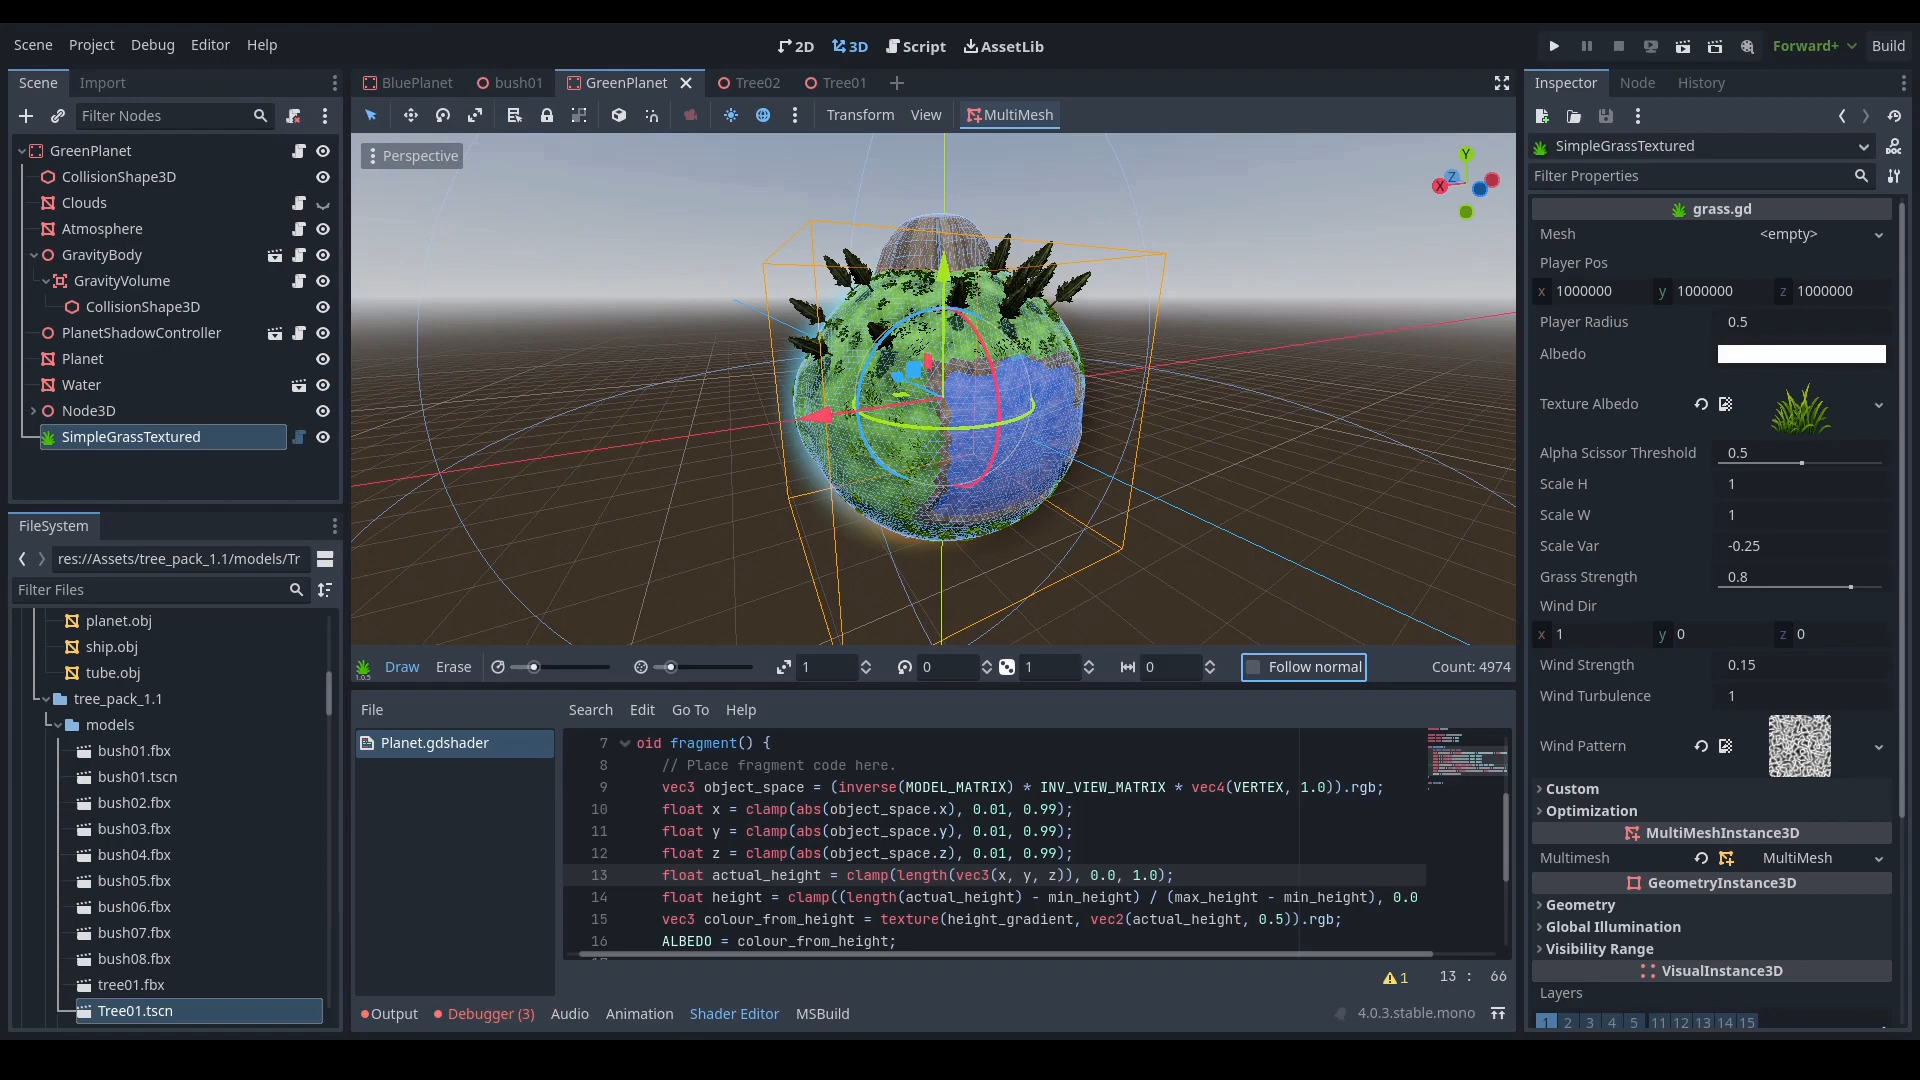 Scene Project Debug Editor Help
2D 3D Script AssetLib
Forward+ Build
Scene Import
Filter Nodes
GreenPlanet
CollisionShape3D
Clouds
Atmosphere
GravityBody
GravityVolume
CollisionShape3D
PlanetShadowController
Planet
Water
Node3D
SimpleGrassTextured
FileSystem
res://Assets/tree_pack_1.1/models/Tr
Filter Files
planet.obj
ship.obj
tube.obj
tree_pack_1.1
models
bush01.fbx
bush01.tscn
bush02.fbx
bush03.fbx
bush04.fbx
bush05.fbx
bush06.fbx
bush07.fbx
bush08.fbx
tree01.fbx
Tree01.tscn
BluePlanet bush01 GreenPlanet Tree02 Tree01
Transform View MultiMesh
Perspective
Y
Z
X
1.0.5 Draw Erase 1 0 1 0 Follow normal Count: 4974
File Search Edit Go To Help
Planet.gdshader
7 oid fragment() {
8 // Place fragment code here.
9 vec3 object_space = (inverse(MODEL_MATRIX) * INV_VIEW_MATRIX * vec4(VERTEX, 1.0)).rgb;
10 float x = clamp(abs(object_space.x), 0.01, 0.99);
11 float y = clamp(abs(object_space.y), 0.01, 0.99);
12 float z = clamp(abs(object_space.z), 0.01, 0.99);
13 float actual_height = clamp(length(vec3(x, y, z)), 0.0, 1.0);
14 float height = clamp((length(actual_height) - min_height) / (max_height - min_height), 0.0
15 vec3 colour_from_height = texture(height_gradient, vec2(actual_height, 0.5)).rgb;
16 ALBEDO = colour_from_height;
1 13 : 66
Output Debugger (3) Audio Animation Shader Editor MSBuild 4.0.3.stable.mono
Inspector Node History
SimpleGrassTextured
Filter Properties
grass.gd
Mesh <empty>
Player Pos
x 1000000 y 1000000 z 1000000
Player Radius 0.5
Albedo
Texture Albedo
Alpha Scissor Threshold 0.5
Scale H 1
Scale W 1
Scale Var -0.25
Grass Strength 0.8
Wind Dir
x 1 y 0 z 0
Wind Strength 0.15
Wind Turbulence 1
Wind Pattern
Custom
Optimization
MultiMeshInstance3D
Multimesh MultiMesh
GeometryInstance3D
Geometry
Global Illumination
Visibility Range
VisualInstance3D
Layers
1 2 3 4 5 11 12 13 14 15